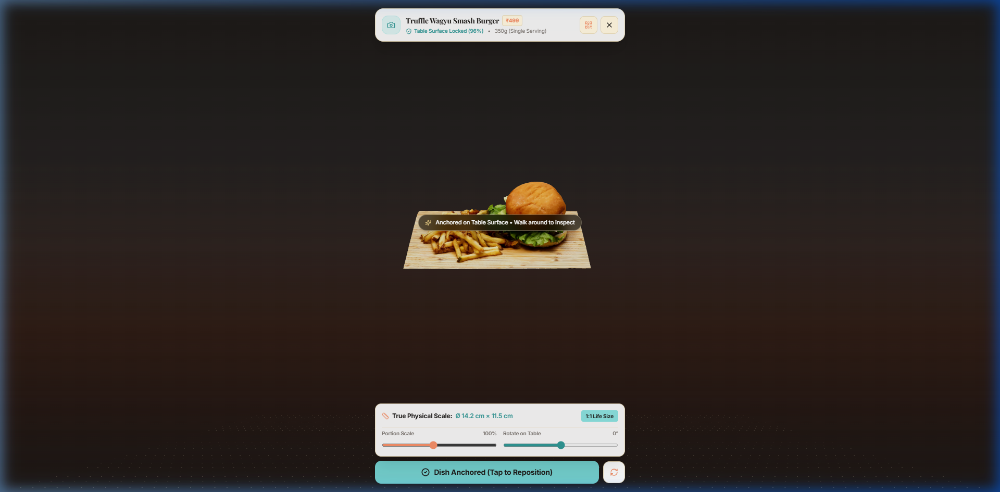 Truffle Wagyu Smash Burger ₹499
Table Surface Locked (96%) • 350g (Single Serving)
Anchored on Table Surface • Walk around to inspect
True Physical Scale: Ø 14.2 cm × 11.5 cm 1:1 Life Size
Portion Scale 100% Rotate on Table 0°
Dish Anchored (Tap to Reposition)